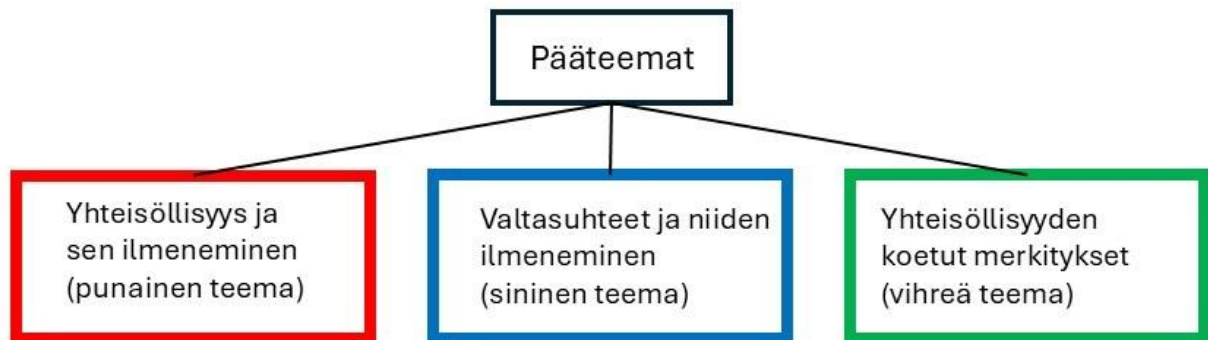 Pääteemat
Yhteisöllisyys ja
sen ilmeneminen
(punainen teema)
Valtasuhteet ja niiden
ilmeneminen
(sininen teema)
Yhteisöllisyyden
koetut merkitykset
(vihreä teema)